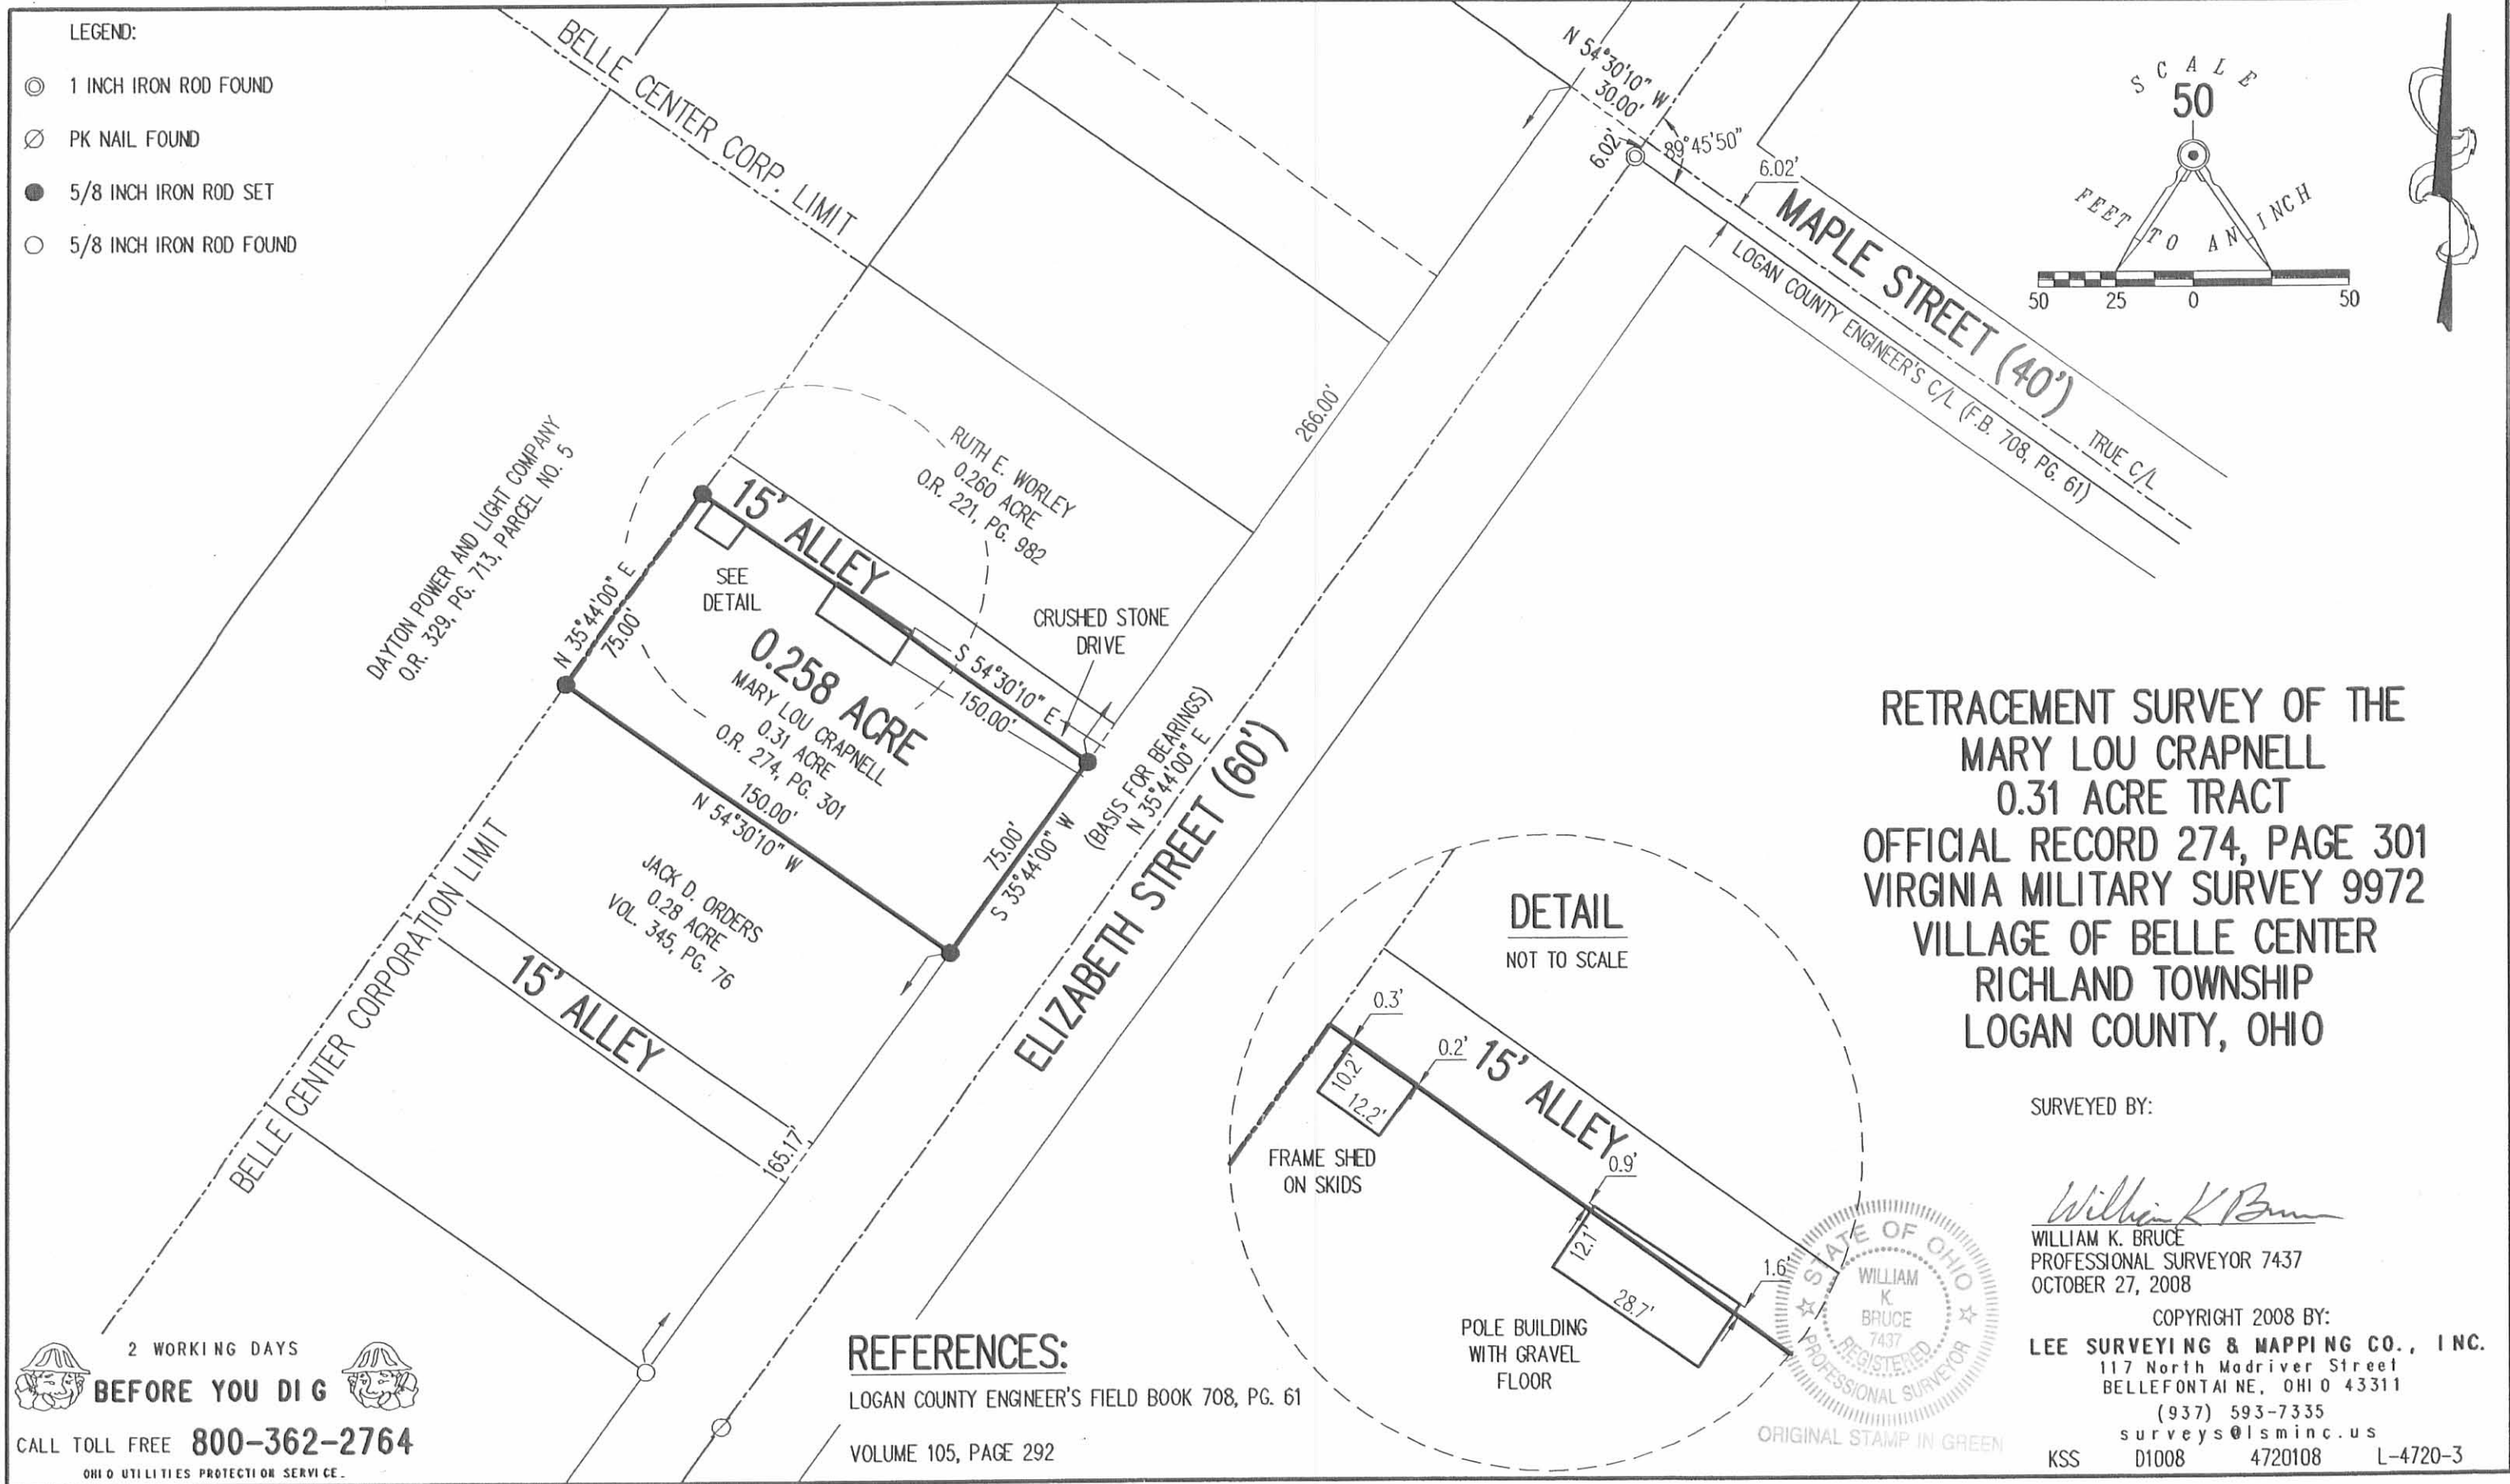 LEGEND:
1 INCH IRON ROD FOUND
PK NAIL FOUND
5/8 INCH IRON ROD SET
5/8 INCH IRON ROD FOUND
BELLE CENTER CORP. LIMIT
N 54°30'10" W
30.00'
6.02'
89°45'50"
6.02'
MAPLE STREET (40')
TRUE C/L
LOGAN COUNTY ENGINEER'S C/L (F.B. 708, PG. 61)
SCALE
50
FEET TO AN INCH
50 25 0 50
266.00'
DAYTON POWER AND LIGHT COMPANY
O.R. 329, PG. 713, PARCEL NO. 5
RUTH E. WORLEY
0.260 ACRE
O.R. 221, PG. 982
15' ALLEY
SEE
DETAIL
CRUSHED STONE
DRIVE
N 35°44'00" E
75.00'
S 54°30'10" E
150.00'
0.258 ACRE
MARY LOU CRAPNELL
0.31 ACRE
O.R. 274, PG. 301
150.00'
N 54°30'10" W
75.00'
S 35°44'00" W
(BASIS FOR BEARINGS)
N 35°44'00" E
ELIZABETH STREET (60')
JACK D. ORDERS
0.28 ACRE
VOL. 345, PG. 76
15' ALLEY
BELLE CENTER CORPORATION LIMIT
165.17'
DETAIL
NOT TO SCALE
0.3'
0.2'
15' ALLEY
10.2'
12.2'
FRAME SHED
ON SKIDS
0.9'
12.1'
28.7'
1.6'
POLE BUILDING
WITH GRAVEL
FLOOR
RETRACEMENT SURVEY OF THE
MARY LOU CRAPNELL
0.31 ACRE TRACT
OFFICIAL RECORD 274, PAGE 301
VIRGINIA MILITARY SURVEY 9972
VILLAGE OF BELLE CENTER
RICHLAND TOWNSHIP
LOGAN COUNTY, OHIO
SURVEYED BY:
William K Bruce
WILLIAM K. BRUCE
PROFESSIONAL SURVEYOR 7437
OCTOBER 27, 2008
COPYRIGHT 2008 BY:
LEE SURVEYING & MAPPING CO., INC.
117 North Madriver Street
BELLEFONTAINE, OHIO 43311
(937) 593-7335
surveys@lsminc.us
KSS D1008 4720108 L-4720-3
STATE OF OHIO
WILLIAM
K.
BRUCE
7437
REGISTERED
PROFESSIONAL SURVEYOR
ORIGINAL STAMP IN GREEN
REFERENCES:
LOGAN COUNTY ENGINEER'S FIELD BOOK 708, PG. 61
VOLUME 105, PAGE 292
2 WORKING DAYS
BEFORE YOU DIG
CALL TOLL FREE 800-362-2764
OHIO UTILITIES PROTECTION SERVICE.